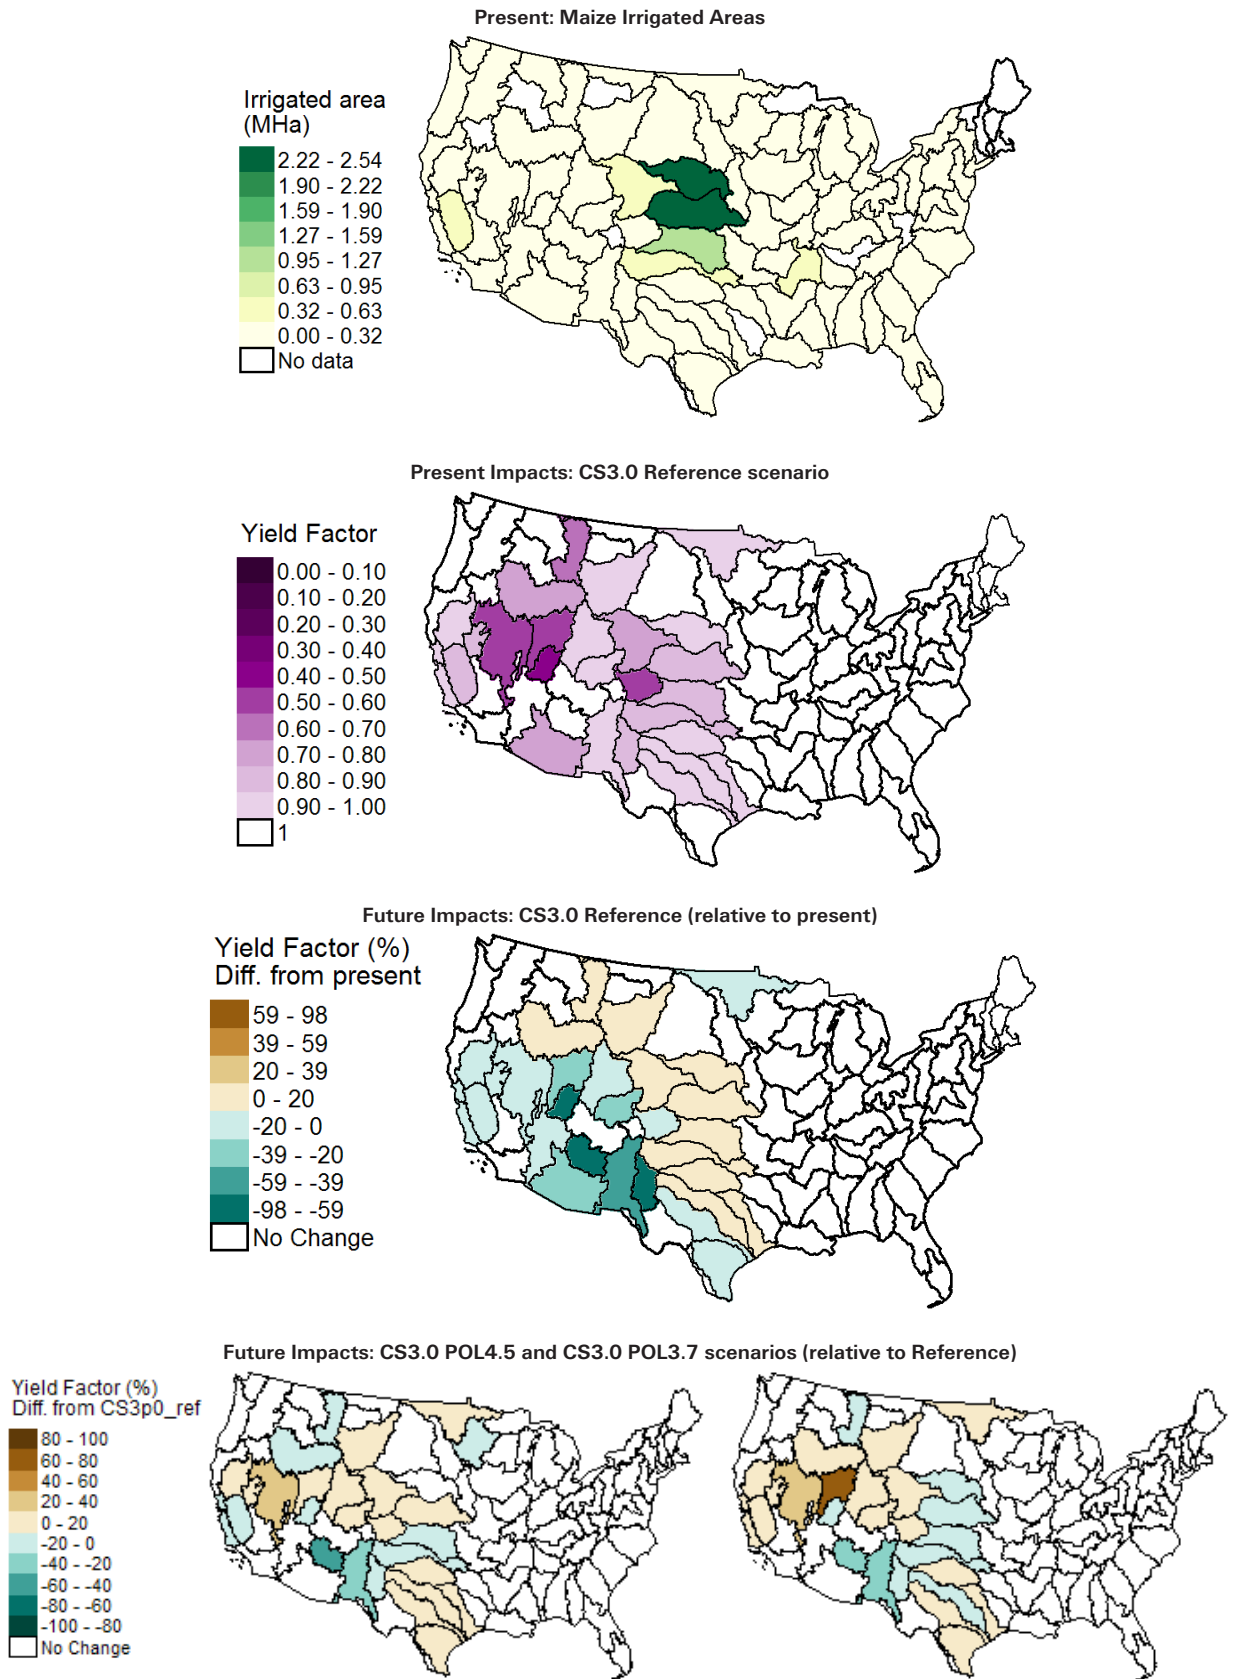 Present: Maize Irrigated Areas
Irrigated area
(MHa)
2.22 - 2.54
1.90 - 2.22
1.59 - 1.90
1.27 - 1.59
0.95 - 1.27
0.63 - 0.95
0.32 - 0.63
0.00 - 0.32
No data
Present Impacts: CS3.0 Reference scenario
Yield Factor
0.00 - 0.10
0.10 - 0.20
0.20 - 0.30
0.30 - 0.40
0.40 - 0.50
0.50 - 0.60
0.60 - 0.70
0.70 - 0.80
0.80 - 0.90
0.90 - 1.00
1
Future Impacts: CS3.0 Reference (relative to present)
Yield Factor (%)
Diff. from present
59 - 98
39 - 59
20 - 39
0 - 20
-20 - 0
-39 - -20
-59 - -39
-98 - -59
No Change
Future Impacts: CS3.0 POL4.5 and CS3.0 POL3.7 scenarios (relative to Reference)
Yield Factor (%)
Diff. from CS3p0_ref
80 - 100
60 - 80
40 - 60
20 - 40
0 - 20
-20 - 0
-40 - -20
-60 - -40
-80 - -60
-100 - -80
No Change